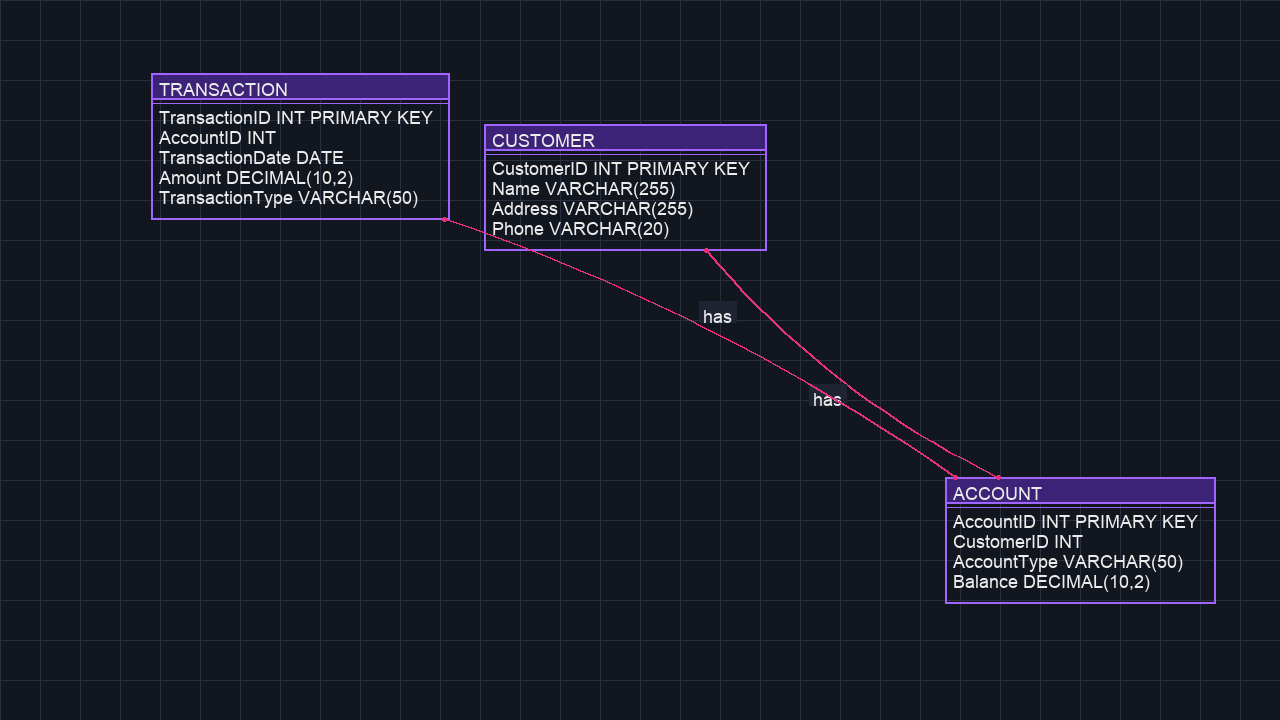 TRANSACTION
TransactionID INT PRIMARY KEY
AccountID INT
TransactionDate DATE
Amount DECIMAL(10,2)
TransactionType VARCHAR(50)
CUSTOMER
CustomerID INT PRIMARY KEY
Name VARCHAR(255)
Address VARCHAR(255)
Phone VARCHAR(20)
has
has
ACCOUNT
AccountID INT PRIMARY KEY
CustomerID INT
AccountType VARCHAR(50)
Balance DECIMAL(10,2)